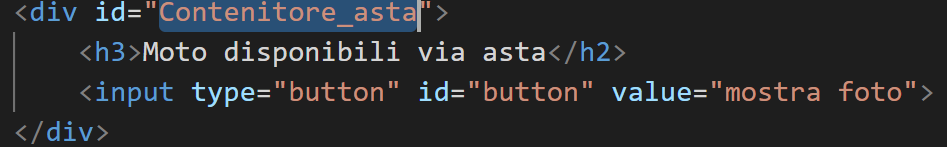 <div id="Contenitore_asta">
<h3>Moto disponibili via asta</h2>
<input type="button" id="button" value="mostra foto">
</div>